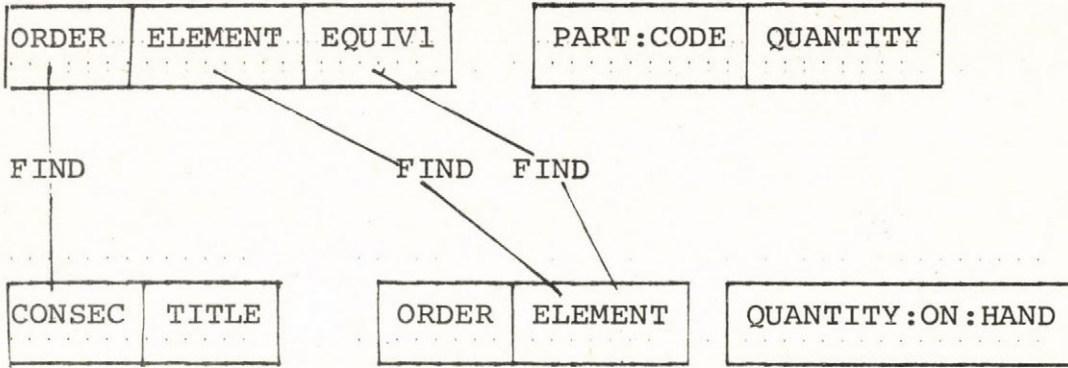 ORDER ELEMENT EQUIV1 PART:CODE QUANTITY
FIND FIND FIND
CONSEC TITLE ORDER ELEMENT QUANTITY:ON:HAND